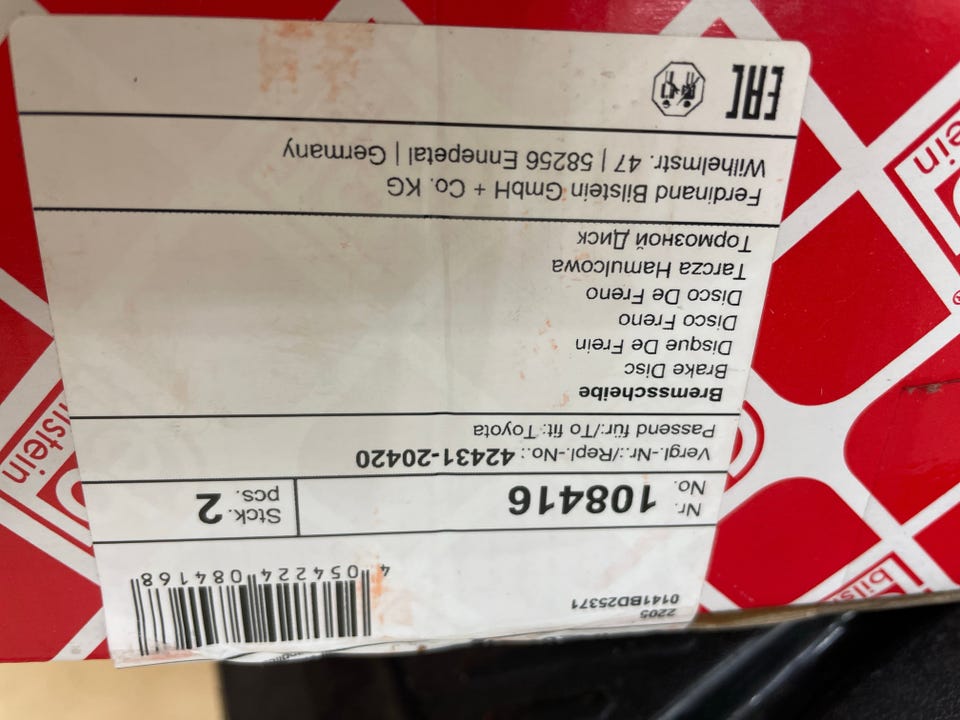 2205
0141BD25371
4 054224 084168
Nr.
No. 108416
Stck.
pcs. 2
Vergl.-Nr.:/Repl.-No.: 42431-20420
Passend für:/To fit: Toyota
Bremsscheibe
Brake Disc
Disque De Frein
Disco Freno
Disco De Freno
Tarcza Hamulcowa
Тормозной Диск
Ferdinand Bilstein GmbH + Co. KG
Wilhelmstr. 47 | 58256 Ennepetal | Germany
EAC
bilstein
bilstein